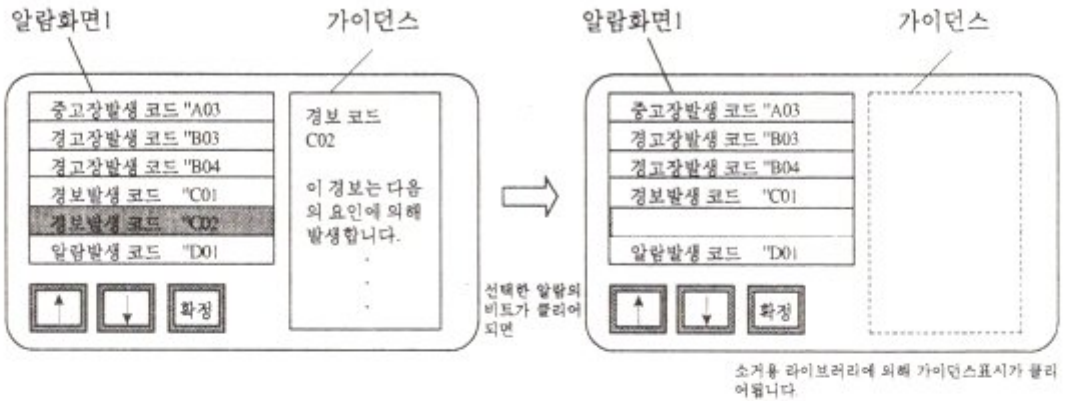 알람화면1
가이던스
중고장발생 코드 "A03
경고장발생 코드 "B03
경고장발생 코드 "B04
경보발생 코드 "C01
경보발생 코드 "C02
알람발생 코드 "D01
확정
경보 코드
C02
이 경보는 다음
의 요인에 의해
발생합니다.
.
.
.
선택한 알람의
비트가 클리어
되면
알람화면1
가이던스
중고장발생 코드 "A03
경고장발생 코드 "B03
경고장발생 코드 "B04
경보발생 코드 "C01
알람발생 코드 "D01
확정
소거용 라이브러리에 의해 가이던스표시가 클리
어됩니다